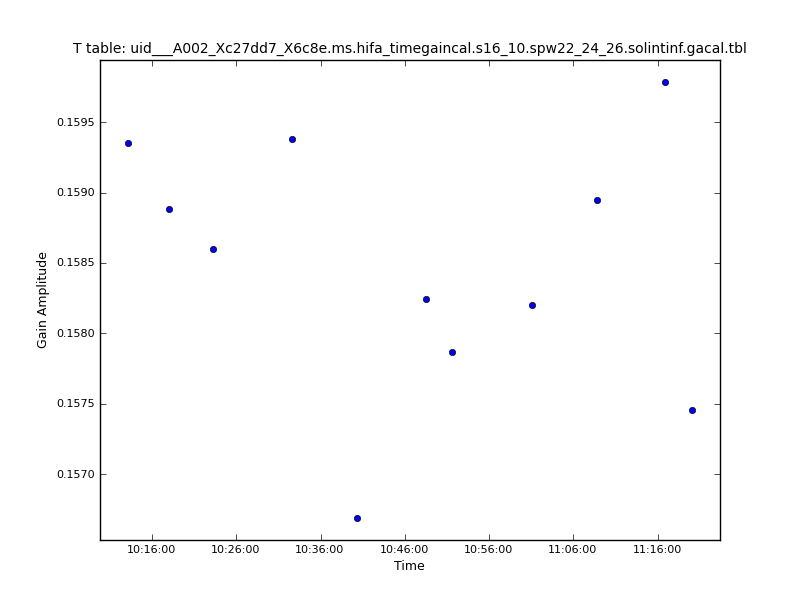 T table: uid___A002_Xc27dd7_X6c8e.ms.hifa_timegaincal.s16_10.spw22_24_26.solintinf.gacal.tbl
0.1595
0.1590
0.1585
0.1580
0.1575
0.1570
Gain Amplitude
10:16:00 10:26:00 10:36:00 10:46:00 10:56:00 11:06:00 11:16:00
Time